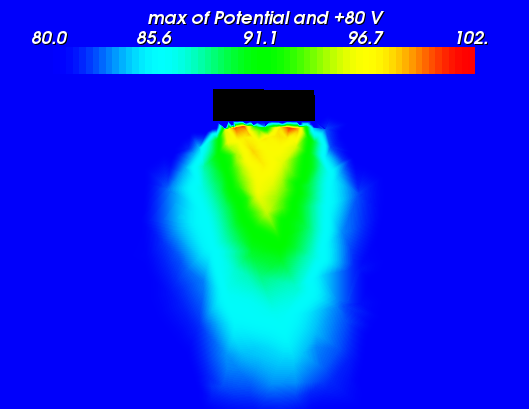 max of Potential and +80 V
80.0 85.6 91.1 96.7 102.